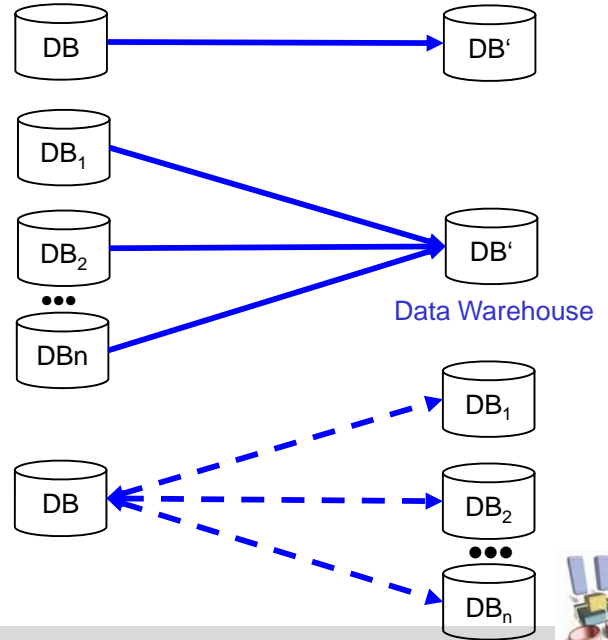 DB
DB‘
DB₁
DB₂
•••
DBn
DB‘
Data Warehouse
DB
DB₁
DB₂
•••
DBₙ